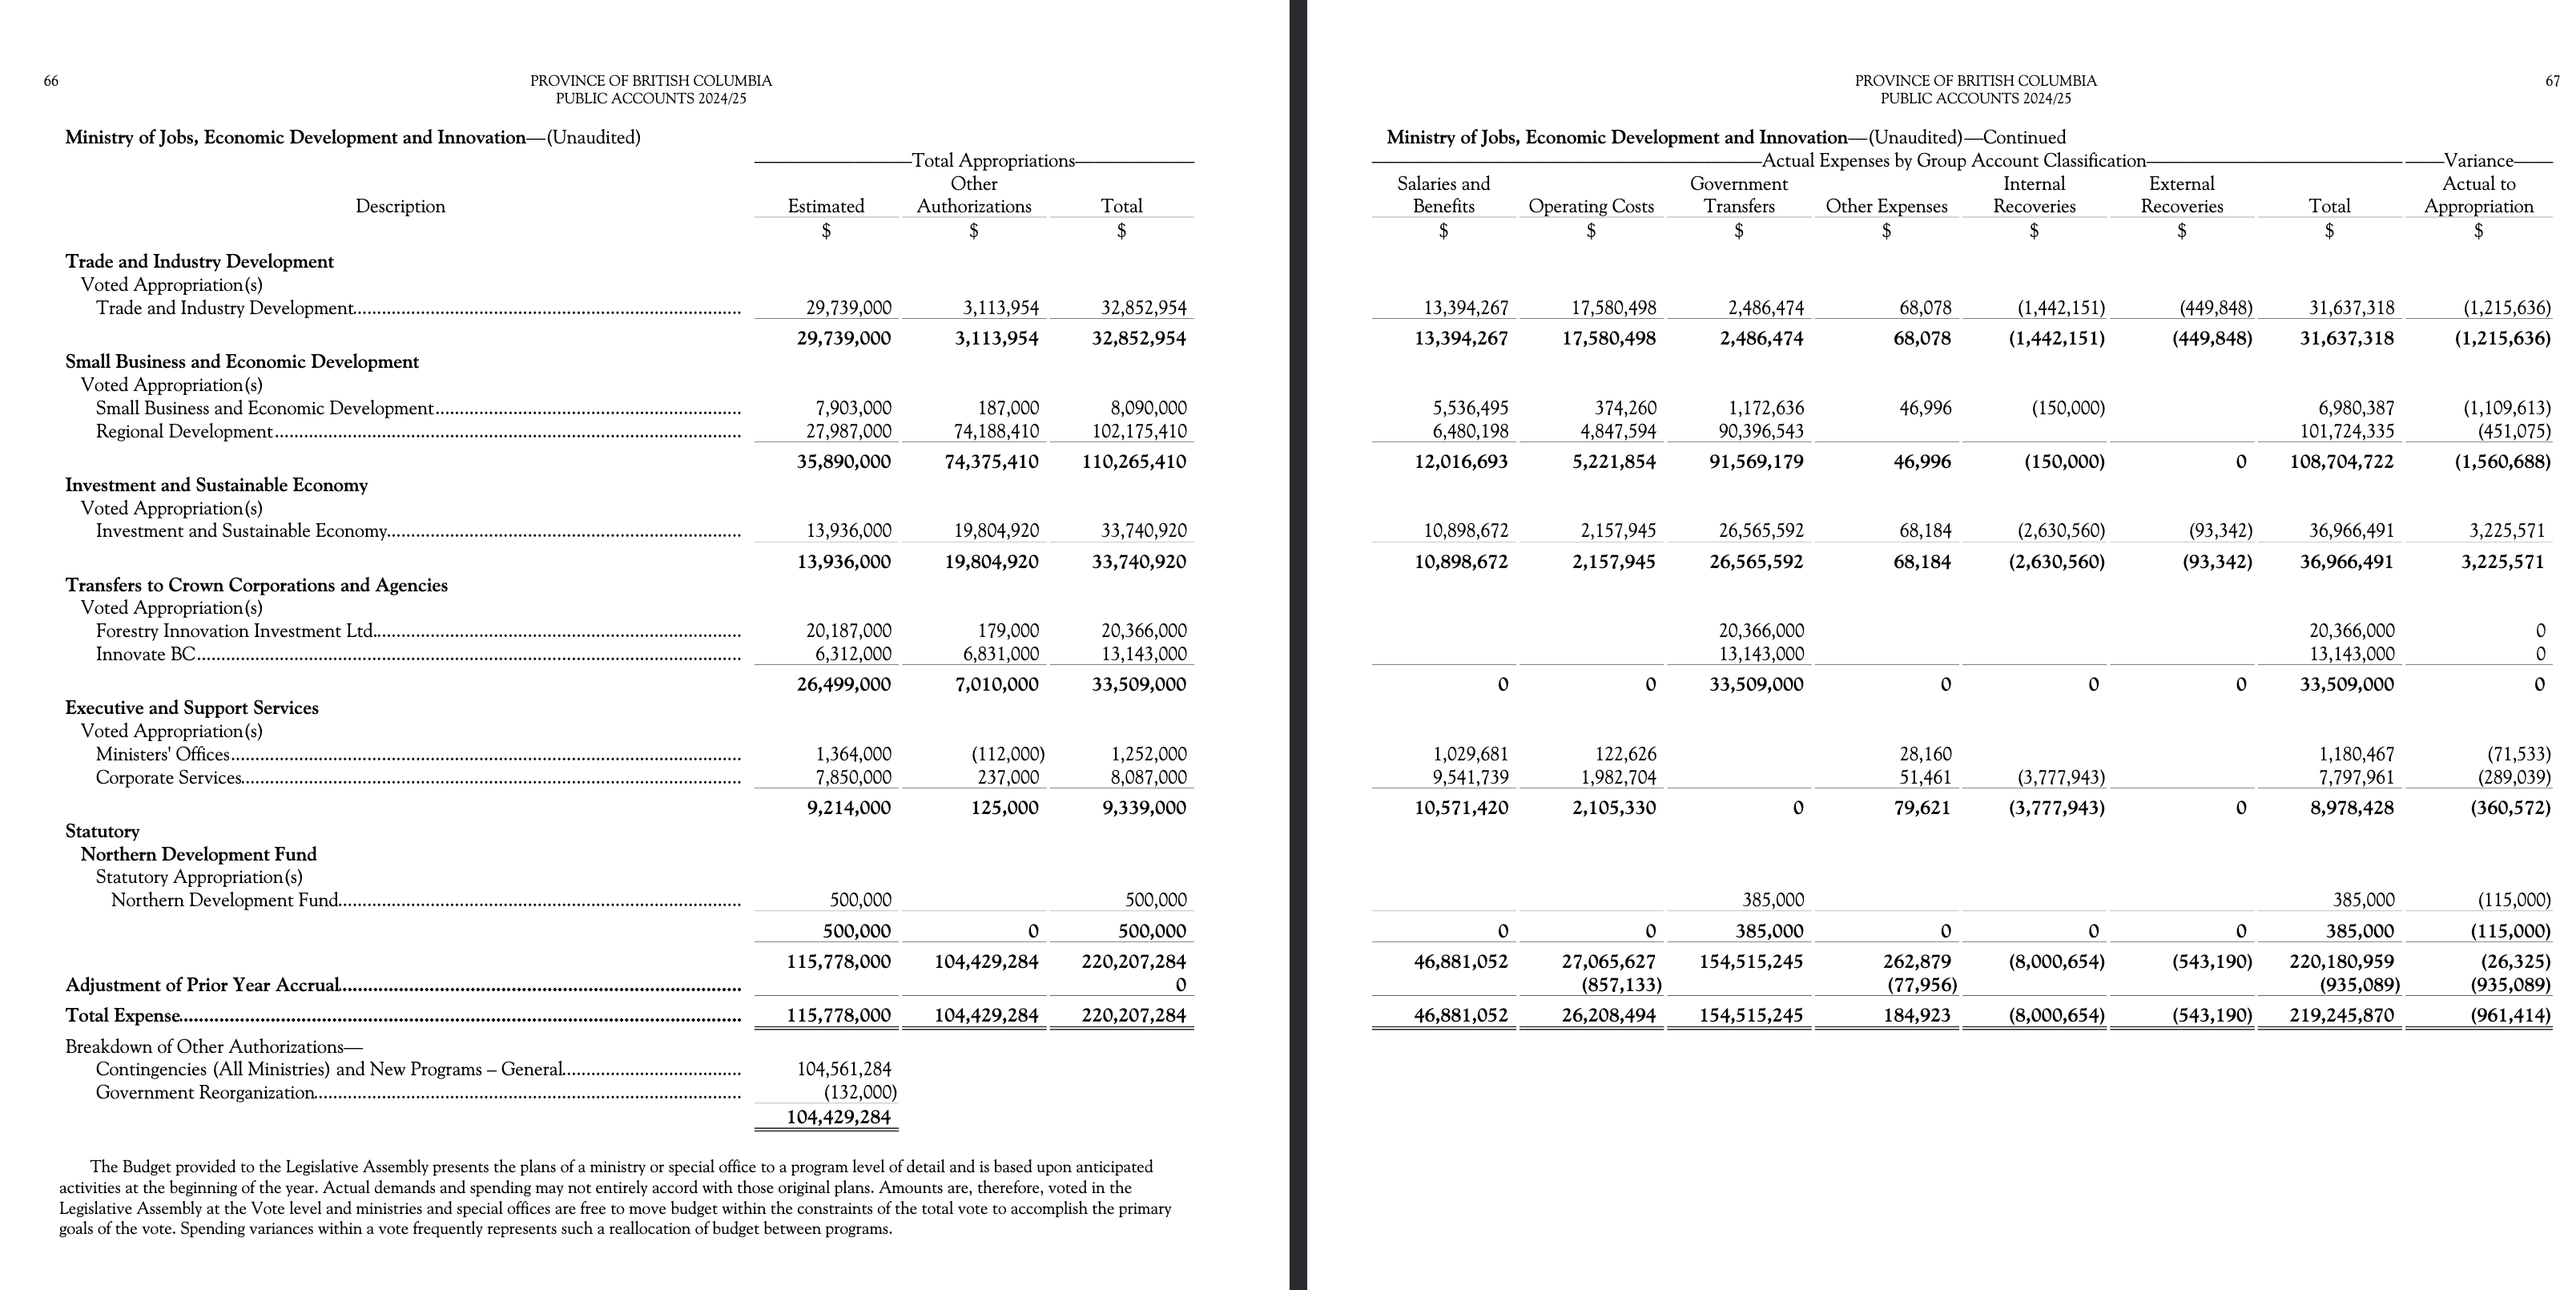 66
PROVINCE OF BRITISH COLUMBIA
PUBLIC ACCOUNTS 2024/25
Ministry of Jobs, Economic Development and Innovation—(Unaudited)
Total Appropriations
Other
Description Estimated Authorizations Total
$ $ $
Trade and Industry Development
Voted Appropriation(s)
Trade and Industry Development 29,739,000 3,113,954 32,852,954
29,739,000 3,113,954 32,852,954
Small Business and Economic Development
Voted Appropriation(s)
Small Business and Economic Development 7,903,000 187,000 8,090,000
Regional Development 27,987,000 74,188,410 102,175,410
35,890,000 74,375,410 110,265,410
Investment and Sustainable Economy
Voted Appropriation(s)
Investment and Sustainable Economy 13,936,000 19,804,920 33,740,920
13,936,000 19,804,920 33,740,920
Transfers to Crown Corporations and Agencies
Voted Appropriation(s)
Forestry Innovation Investment Ltd. 20,187,000 179,000 20,366,000
Innovate BC 6,312,000 6,831,000 13,143,000
26,499,000 7,010,000 33,509,000
Executive and Support Services
Voted Appropriation(s)
Ministers' Offices 1,364,000 (112,000) 1,252,000
Corporate Services 7,850,000 237,000 8,087,000
9,214,000 125,000 9,339,000
Statutory
Northern Development Fund
Statutory Appropriation(s)
Northern Development Fund 500,000 500,000
500,000 0 500,000
115,778,000 104,429,284 220,207,284
Adjustment of Prior Year Accrual 0
Total Expense 115,778,000 104,429,284 220,207,284
Breakdown of Other Authorizations—
Contingencies (All Ministries) and New Programs – General 104,561,284
Government Reorganization (132,000)
104,429,284
The Budget provided to the Legislative Assembly presents the plans of a ministry or special office to a program level of detail and is based upon anticipated
activities at the beginning of the year. Actual demands and spending may not entirely accord with those original plans. Amounts are, therefore, voted in the
Legislative Assembly at the Vote level and ministries and special offices are free to move budget within the constraints of the total vote to accomplish the primary
goals of the vote. Spending variances within a vote frequently represents such a reallocation of budget between programs.
PROVINCE OF BRITISH COLUMBIA
PUBLIC ACCOUNTS 2024/25
67
Ministry of Jobs, Economic Development and Innovation—(Unaudited)—Continued
Actual Expenses by Group Account Classification Variance
Salaries and Government Internal External Actual to
Benefits Operating Costs Transfers Other Expenses Recoveries Recoveries Total Appropriation
$ $ $ $ $ $ $ $
13,394,267 17,580,498 2,486,474 68,078 (1,442,151) (449,848) 31,637,318 (1,215,636)
13,394,267 17,580,498 2,486,474 68,078 (1,442,151) (449,848) 31,637,318 (1,215,636)
5,536,495 374,260 1,172,636 46,996 (150,000) 6,980,387 (1,109,613)
6,480,198 4,847,594 90,396,543 101,724,335 (451,075)
12,016,693 5,221,854 91,569,179 46,996 (150,000) 0 108,704,722 (1,560,688)
10,898,672 2,157,945 26,565,592 68,184 (2,630,560) (93,342) 36,966,491 3,225,571
10,898,672 2,157,945 26,565,592 68,184 (2,630,560) (93,342) 36,966,491 3,225,571
20,366,000 20,366,000 0
13,143,000 13,143,000 0
0 0 33,509,000 0 0 0 33,509,000 0
1,029,681 122,626 28,160 1,180,467 (71,533)
9,541,739 1,982,704 51,461 (3,777,943) 7,797,961 (289,039)
10,571,420 2,105,330 0 79,621 (3,777,943) 0 8,978,428 (360,572)
385,000 385,000 (115,000)
0 0 385,000 0 0 0 385,000 (115,000)
46,881,052 27,065,627 154,515,245 262,879 (8,000,654) (543,190) 220,180,959 (26,325)
(857,133) (77,956) (935,089) (935,089)
46,881,052 26,208,494 154,515,245 184,923 (8,000,654) (543,190) 219,245,870 (961,414)